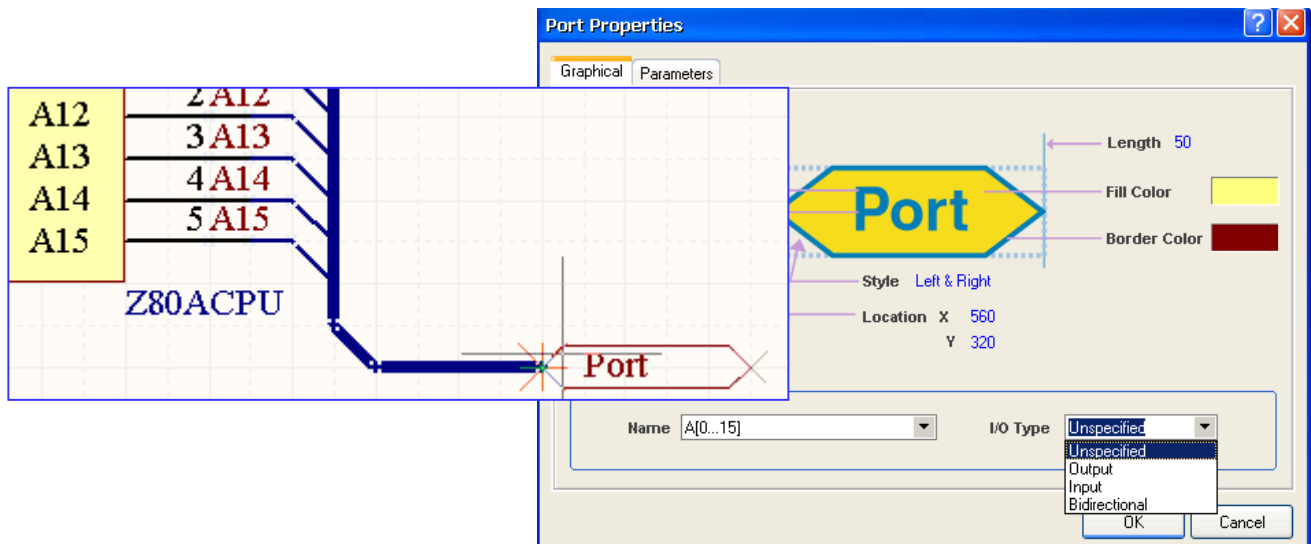 Port Properties
Graphical Parameters
A12 2 A12
A13 3 A13
A14 4 A14
A15 5 A15
Z80ACPU
Port
Port
Length 50
Fill Color
Border Color
Style Left & Right
Location X 560
Y 320
Name A[0...15] I/O Type Unspecified
Unspecified
Output
Input
Bidirectional
OK Cancel